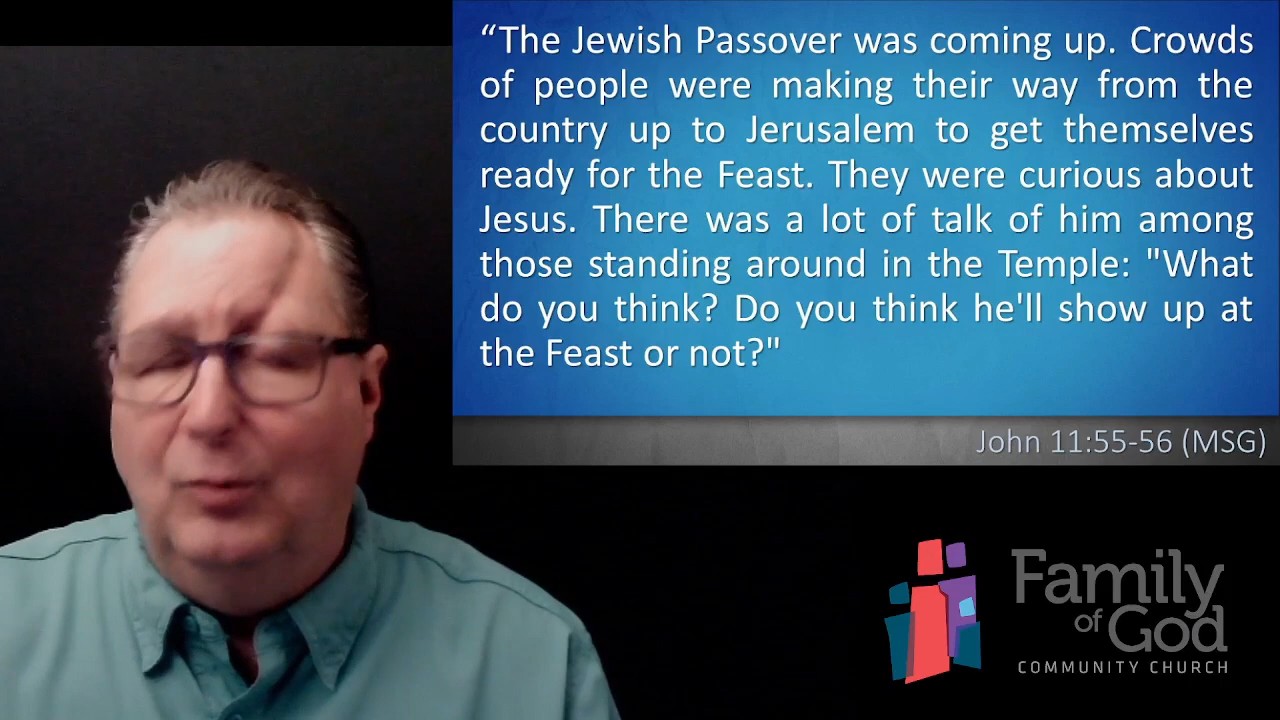 “The Jewish Passover was coming up. Crowds
of people were making their way from the
country up to Jerusalem to get themselves
ready for the Feast. They were curious about
Jesus. There was a lot of talk of him among
those standing around in the Temple: "What
do you think? Do you think he'll show up at
the Feast or not?"
John 11:55-56 (MSG)
Family
of God
COMMUNITY CHURCH